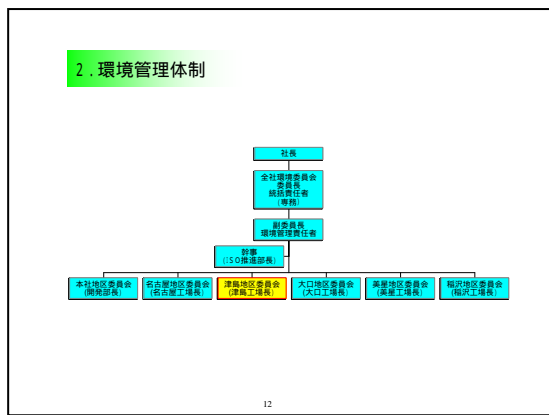 2．環境管理体制
社長
全社環境委員会
委員長
統括責任者
(専務)
副委員長
環境管理責任者
幹事
(ISO推進部長)
本社地区委員会
(開発部長)
名古屋地区委員会
(名古屋工場長)
津島地区委員会
(津島工場長)
大口地区委員会
(大口工場長)
美星地区委員会
(美星工場長)
稲沢地区委員会
(稲沢工場長)
12